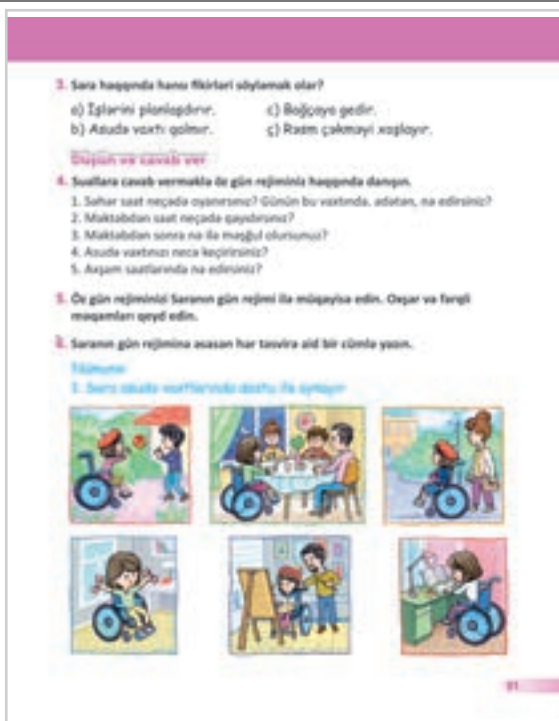 3. Sara haqqında hansı fikirləri söyləmək olar?
a) İşlərini planlaşdırır.
c) Bağçaya gedir.
b) Asudə vaxtı qalmır.
ç) Rəsm çəkməyi xoşlayır.
Düşün və cavab ver
4. Suallara cavab verməklə öz gün rejiminiz haqqında danışın.
1. Səhər saat neçədə oyanırsınız? Günün bu vaxtında, adətən, nə edirsiniz?
2. Məktəbdən saat neçədə qayıdırsınız?
3. Məktəbdən sonra nə ilə məşğul olursunuz?
4. Asudə vaxtınızı necə keçirirsiniz?
5. Axşam saatlarında nə edirsiniz?
5. Öz gün rejiminizi Saranın gün rejimi ilə müqayisə edin. Oxşar və fərqli
məqamları qeyd edin.
6. Saranın gün rejiminə əsasən hər təsvirə aid bir cümlə yazın.
Nümunə:
1. Sara asudə vaxtlarında dostu ilə oynayır
91